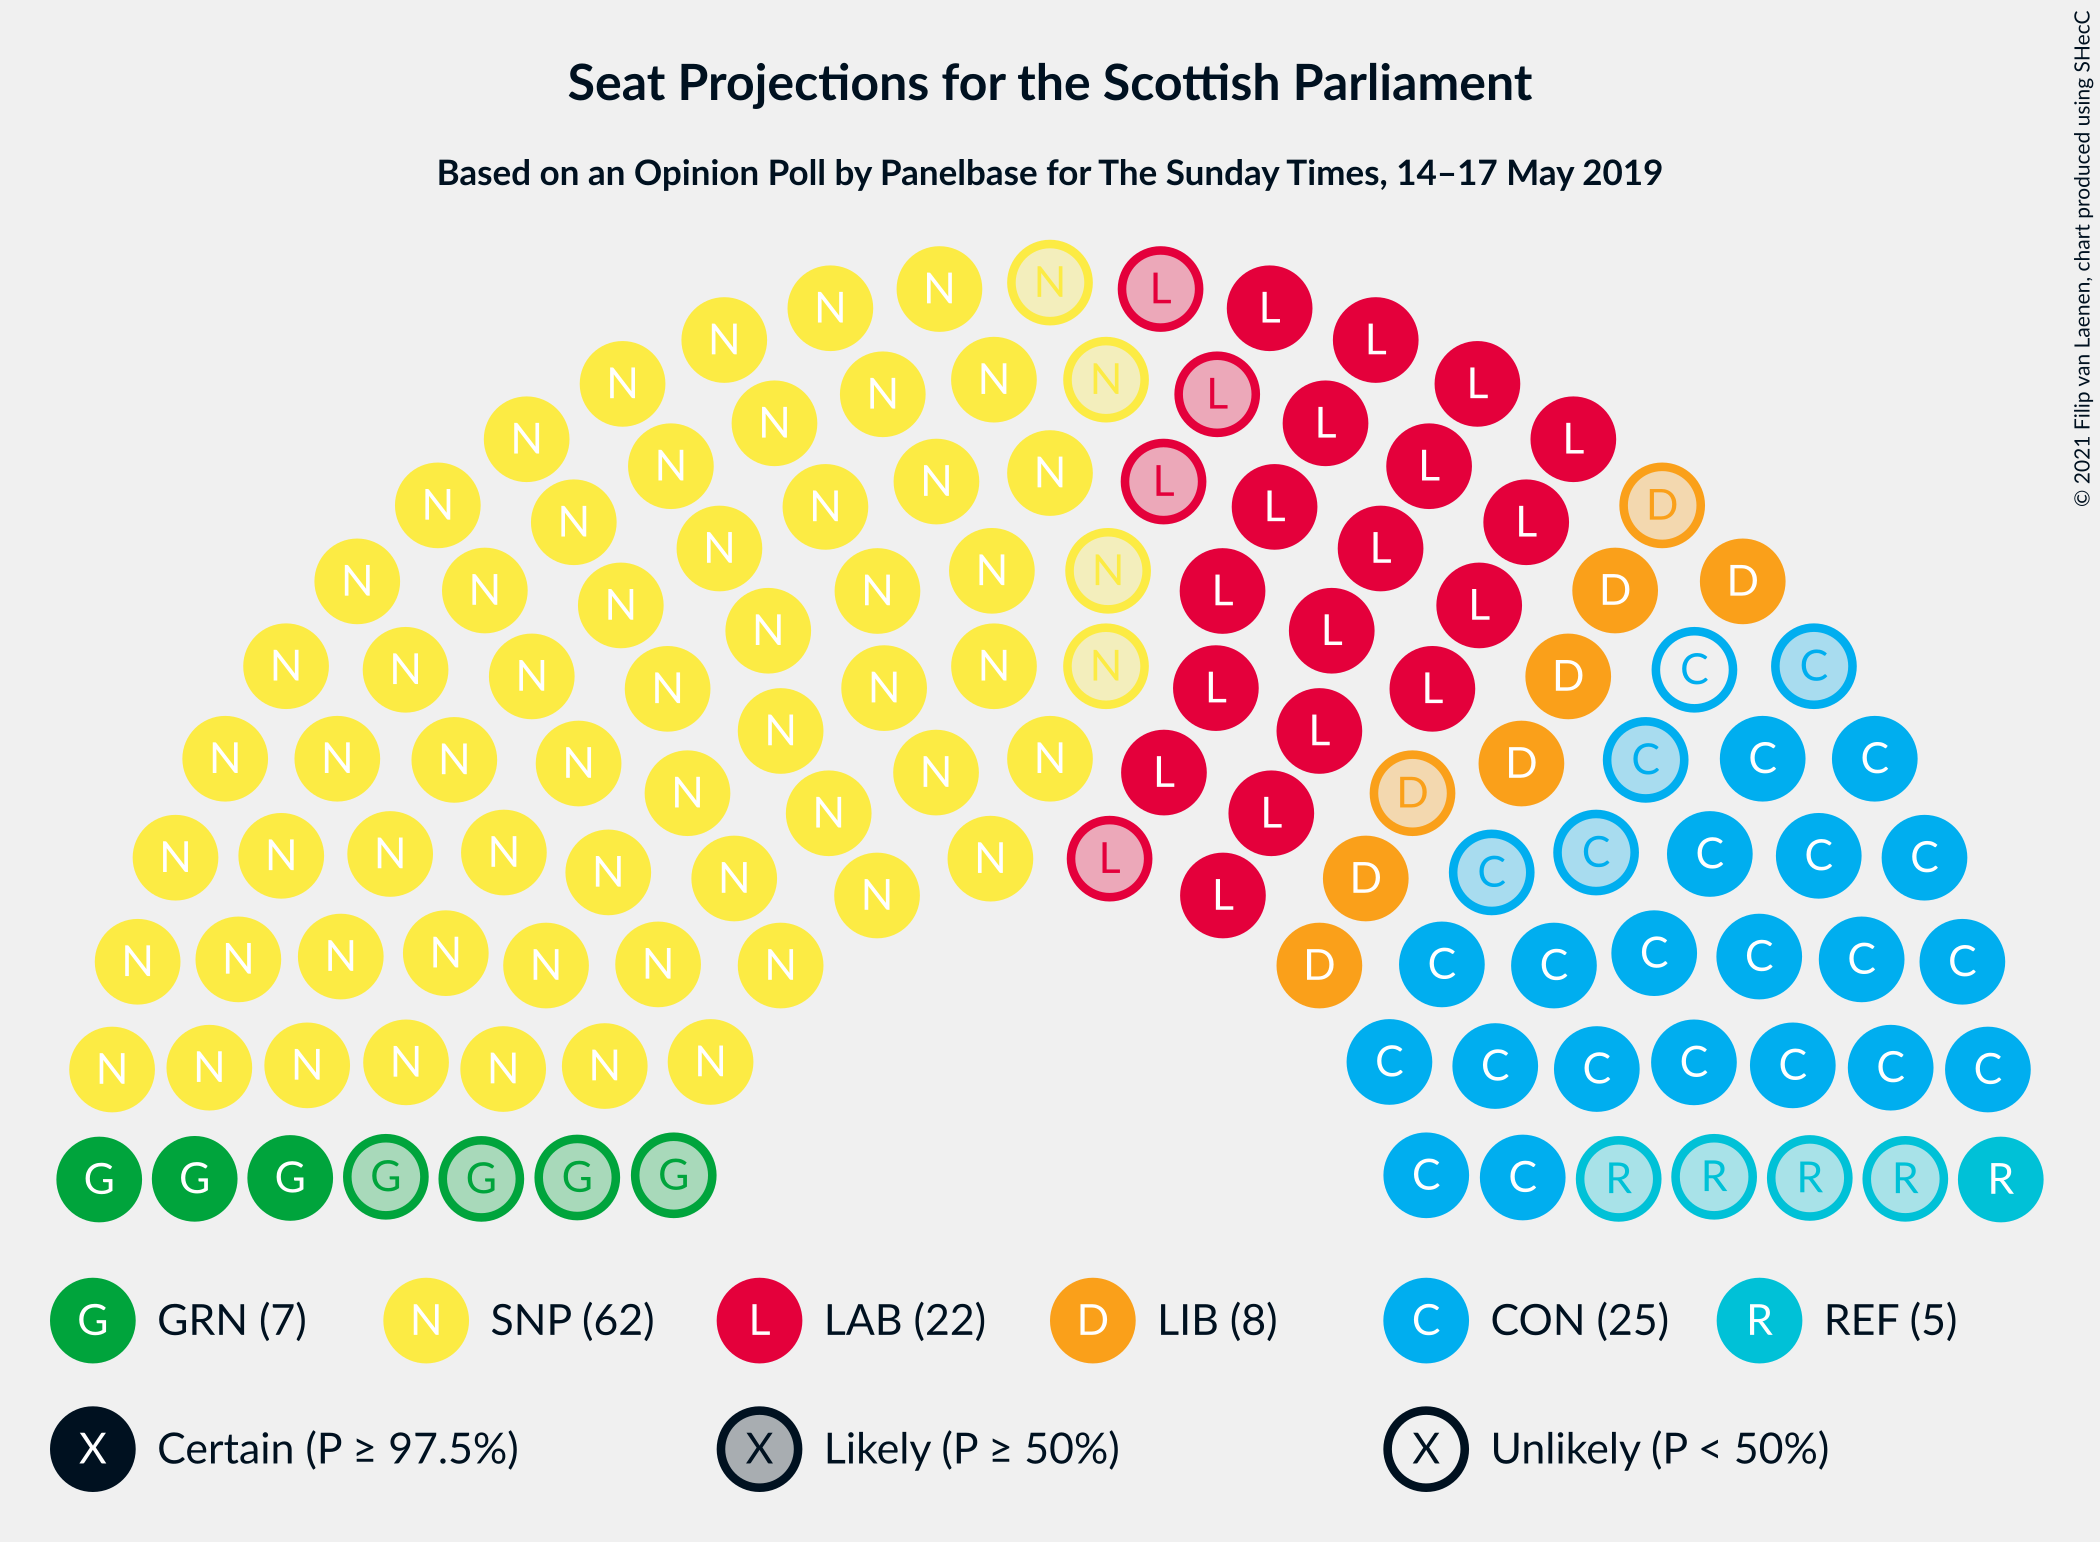 © 2021 Filip van Laenen, chart produced using SHecC
Seat Projections for the Scottish Parliament
Based on an Opinion Poll by Panelbase for The Sunday Times, 14–17 May 2019
N N N L L
N L
N N N N L L
N N L L
N N N L L
N N N L L D
N L
N N N N N N L L D D
N L
N N N N N N N L L D C C
N L
N N N N N N N L D D C C C
N L
N N N N N N N N L L D C C C C C
N N N N N N N D C C C C C C
N N N N N N N C C C C C C C
G G G G G G G C C R R R R R
G GRN (7) N SNP (62) L LAB (22) D LIB (8) C CON (25) R REF (5)
X Certain (P ≥ 97.5%) X Likely (P ≥ 50%) X Unlikely (P < 50%)